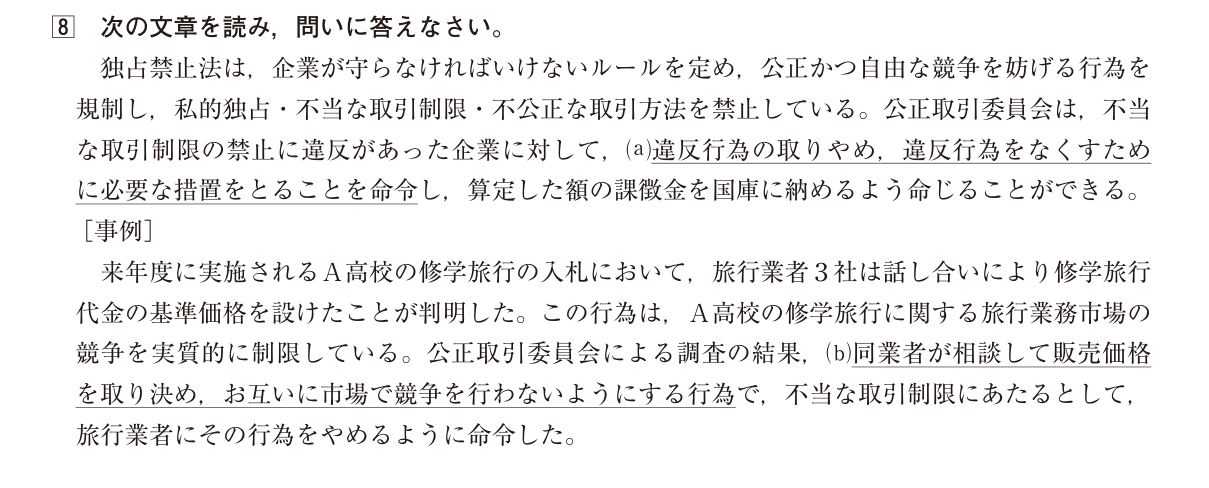 8 次の文章を読み，問いに答えなさい。
独占禁止法は，企業が守らなければいけないルールを定め，公正かつ自由な競争を妨げる行為を
規制し，私的独占・不当な取引制限・不公正な取引方法を禁止している。公正取引委員会は，不当
な取引制限の禁止に違反があった企業に対して，(a)違反行為の取りやめ，違反行為をなくすため
に必要な措置をとることを命令し，算定した額の課徴金を国庫に納めるよう命じることができる。
［事例］
来年度に実施されるＡ高校の修学旅行の入札において，旅行業者３社は話し合いにより修学旅行
代金の基準価格を設けたことが判明した。この行為は，Ａ高校の修学旅行に関する旅行業務市場の
競争を実質的に制限している。公正取引委員会による調査の結果，(b)同業者が相談して販売価格
を取り決め，お互いに市場で競争を行わないようにする行為で，不当な取引制限にあたるとして，
旅行業者にその行為をやめるように命令した。